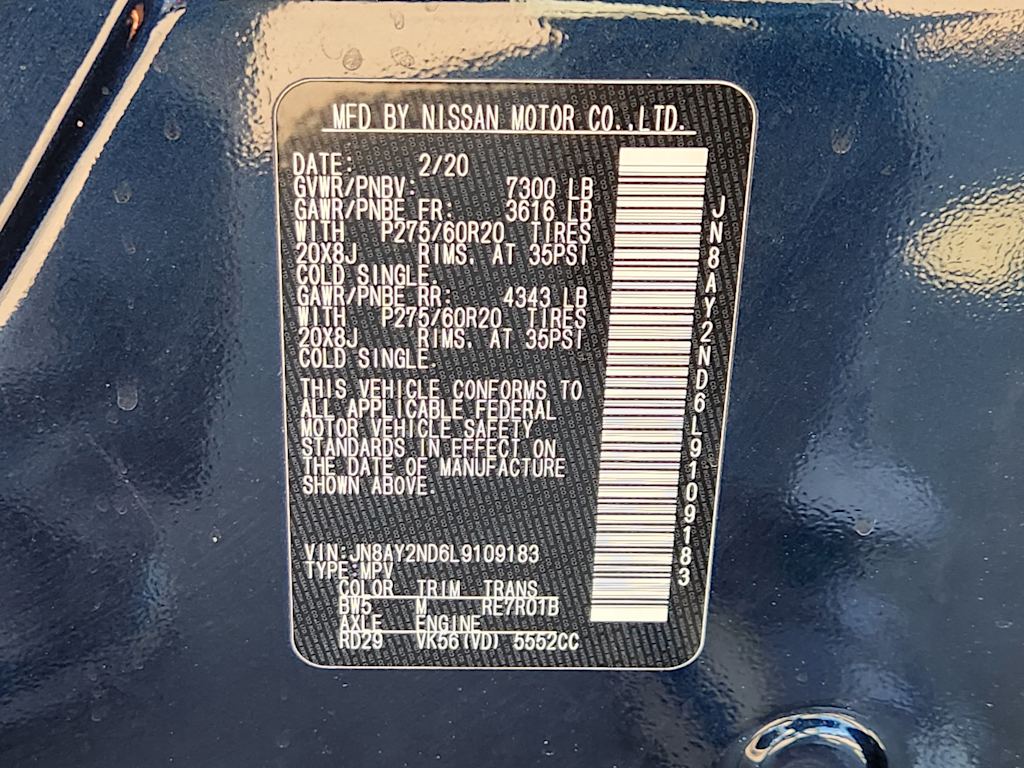 MFD BY NISSAN MOTOR CO.,LTD.
DATE: 2/20
GVWR/PNBV: 7300 LB
GAWR/PNBE FR: 3616 LB
WITH P275/60R20 TIRES
20X8J RIMS, AT 35PSI
COLD SINGLE.
GAWR/PNBE RR: 4343 LB
WITH P275/60R20 TIRES
20X8J RIMS, AT 35PSI
COLD SINGLE.
THIS VEHICLE CONFORMS TO
ALL APPLICABLE FEDERAL
MOTOR VEHICLE SAFETY
STANDARDS IN EFFECT ON
THE DATE OF MANUFACTURE
SHOWN ABOVE.
VIN:JN8AY2ND6L9109183
TYPE:MPV
COLOR TRIM TRANS
BW5 M RE7R01B
AXLE ENGINE
RD29 VK56(VD) 5552CC
JN8AY2ND6L9109183